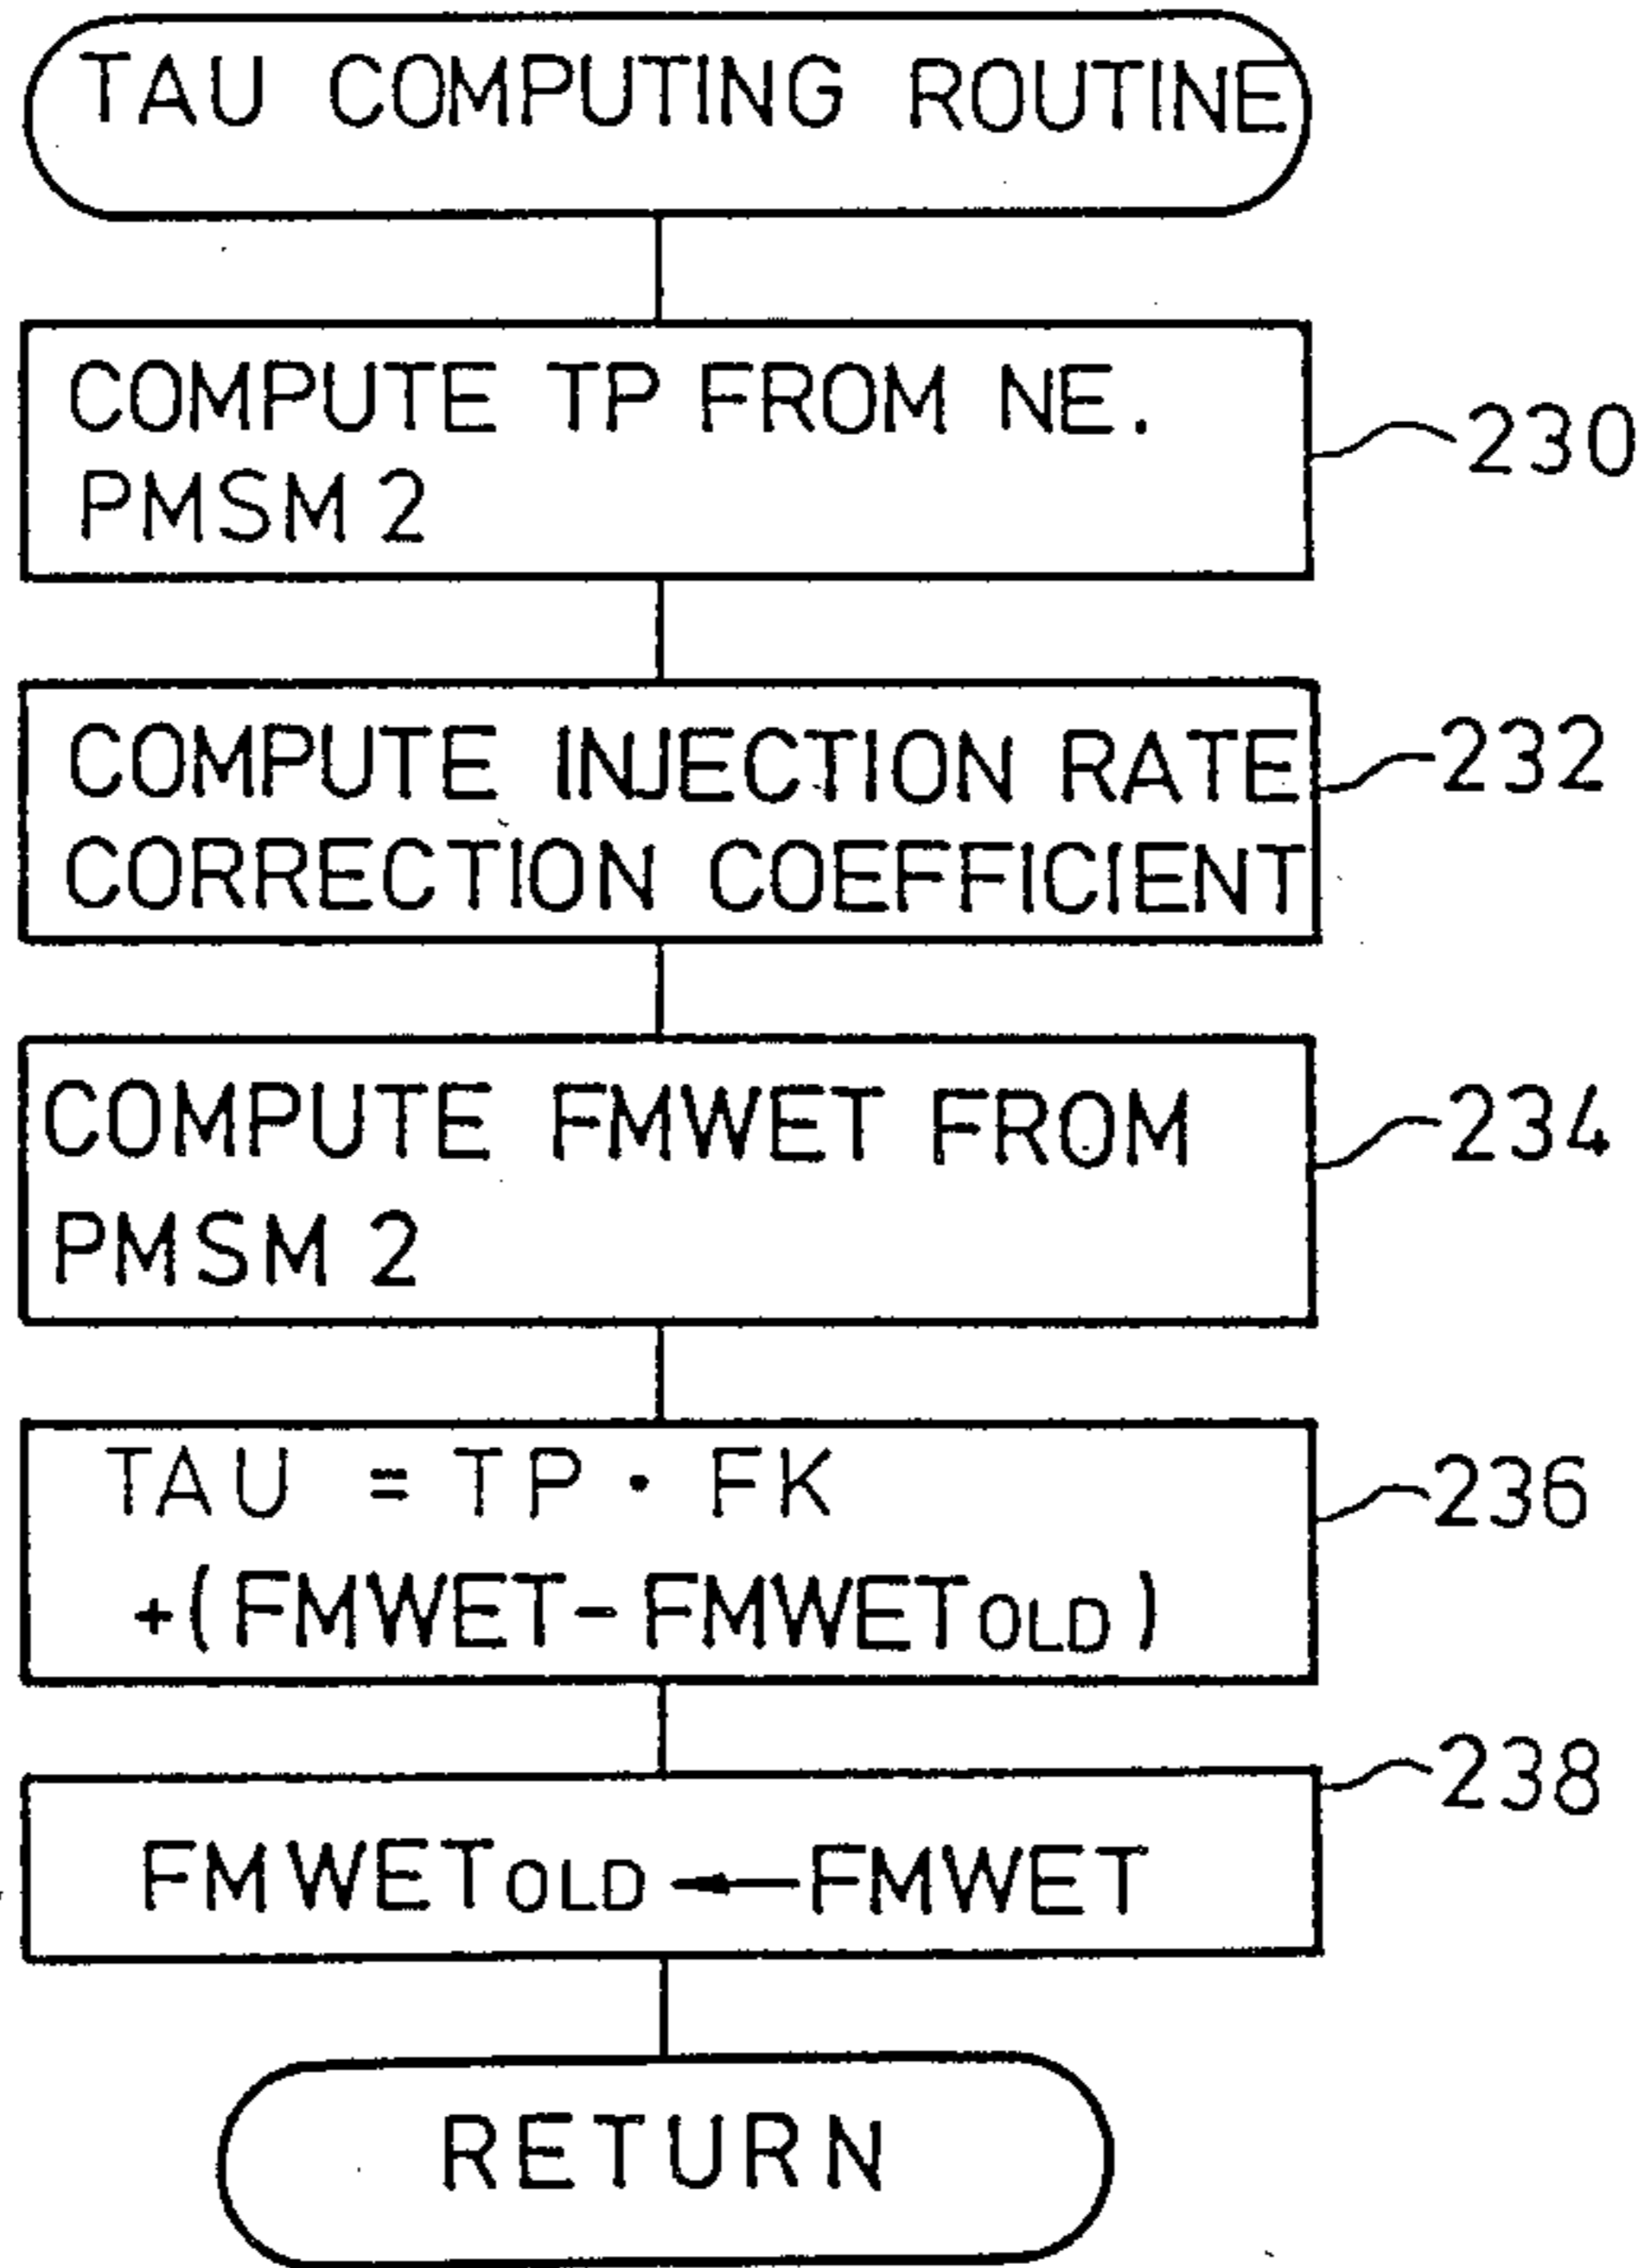 TAU COMPUTING ROUTINE
COMPUTE TP FROM NE.
PMSM 2
230
COMPUTE INJECTION RATE
CORRECTION COEFFICIENT
232
COMPUTE FMWET FROM
PMSM 2
234
TAU = TP · FK
+(FMWET-FMWETOLD)
236
FMWETOLD ← FMWET
238
RETURN